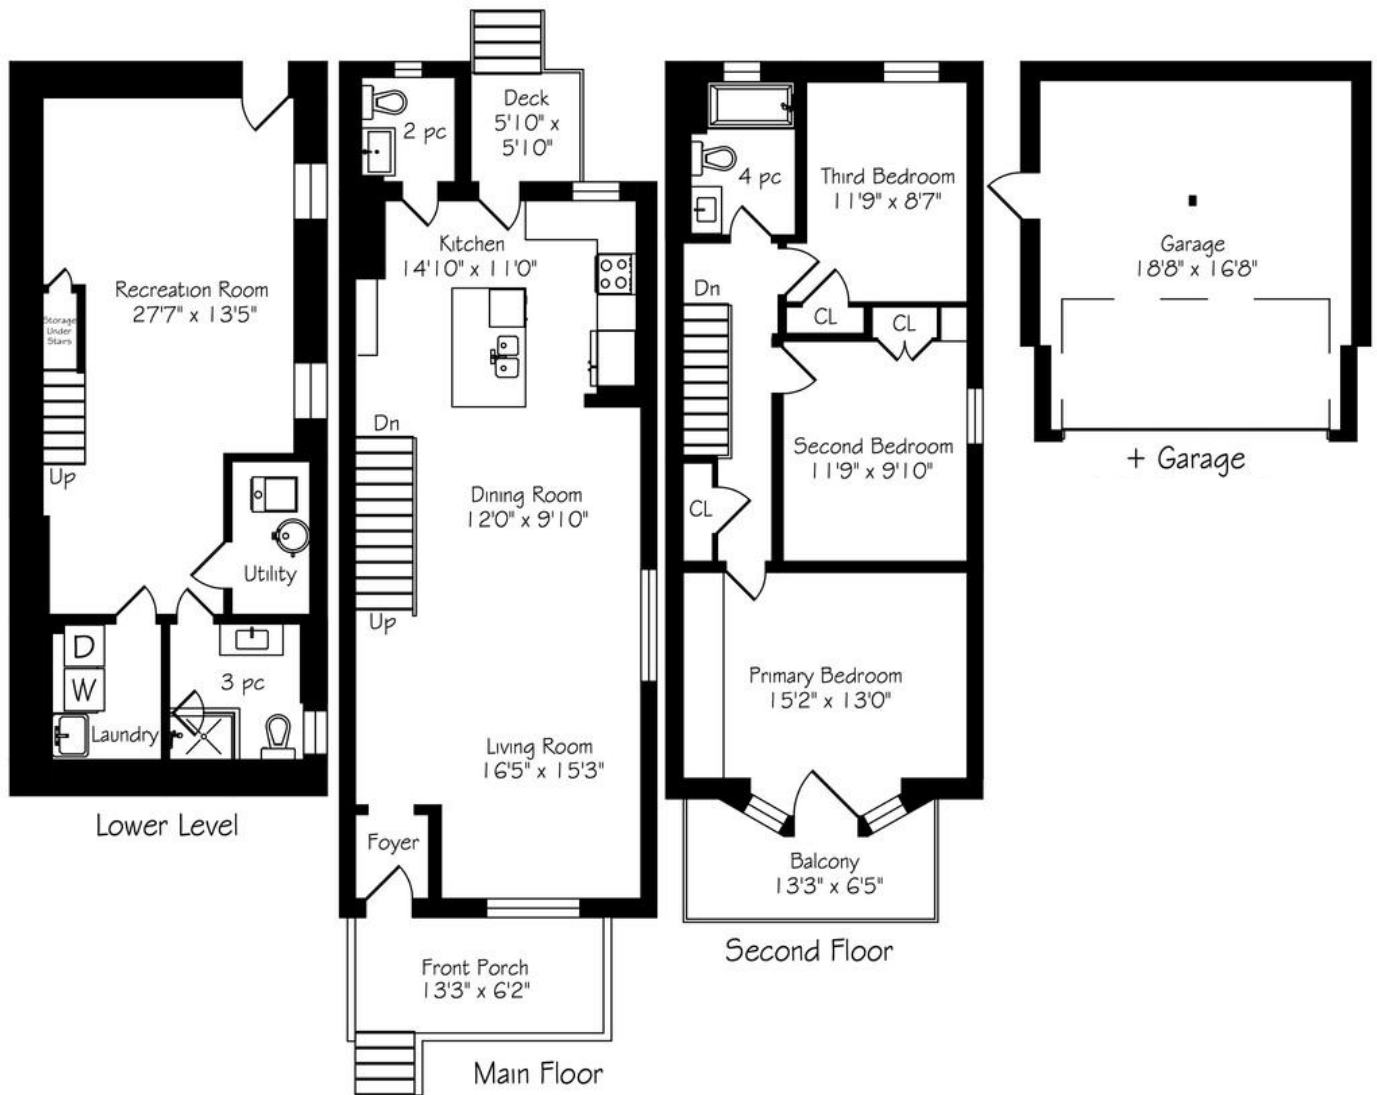 Recreation Room
27'7" x 13'5"
Storage
Under
Stairs
Up
Utility
D
W
Laundry
3 pc
Lower Level
Deck
5'10" x
5'10"
2 pc
Kitchen
14'10" x 11'0"
Dn
Dining Room
12'0" x 9'10"
Up
Living Room
16'5" x 15'3"
Foyer
Front Porch
13'3" x 6'2"
Main Floor
4 pc
Third Bedroom
11'9" x 8'7"
Dn
CL
CL
Second Bedroom
11'9" x 9'10"
CL
Primary Bedroom
15'2" x 13'0"
Balcony
13'3" x 6'5"
Second Floor
Garage
18'8" x 16'8"
+ Garage